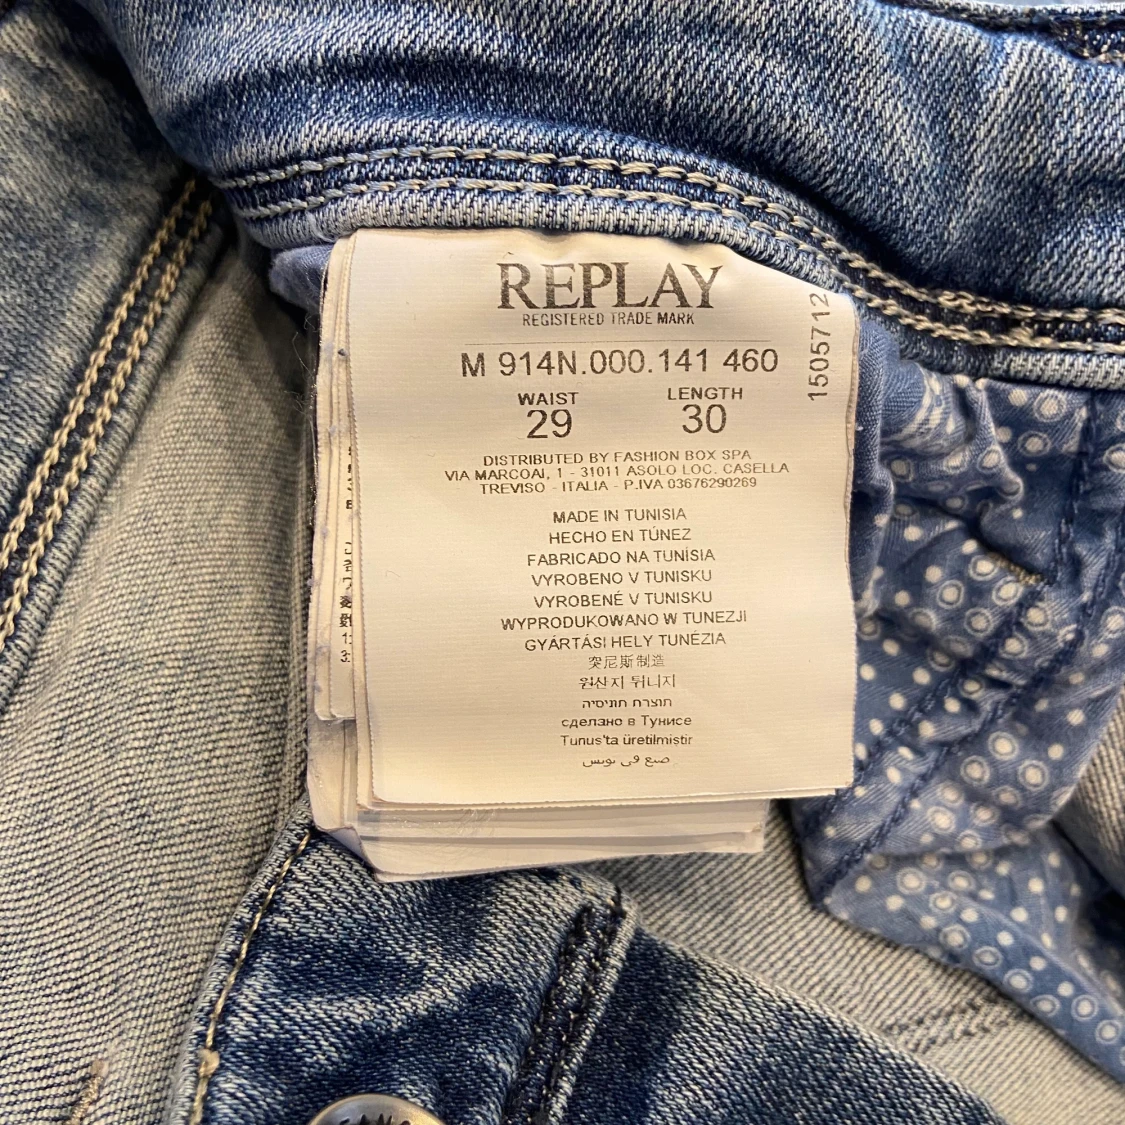 REPLAY
REGISTERED TRADE MARK
M 914N.000.141 460
1505712
WAIST LENGTH
29 30
DISTRIBUTED BY FASHION BOX SPA
VIA MARCOAI, 1 - 31011 ASOLO LOC. CASELLA
TREVISO - ITALIA - P.IVA 03676290269
MADE IN TUNISIA
HECHO EN TÚNEZ
FABRICADO NA TUNÍSIA
VYROBENO V TUNISKU
VYROBENÉ V TUNISKU
WYPRODUKOWANO W TUNEZJI
GYÁRTÁSI HELY TUNÉZIA
突尼斯制造
원산지 튀니지
תוצרת תוניסיה
сделано в Тунисе
Tunus'ta üretilmiştir
صنع في تونس